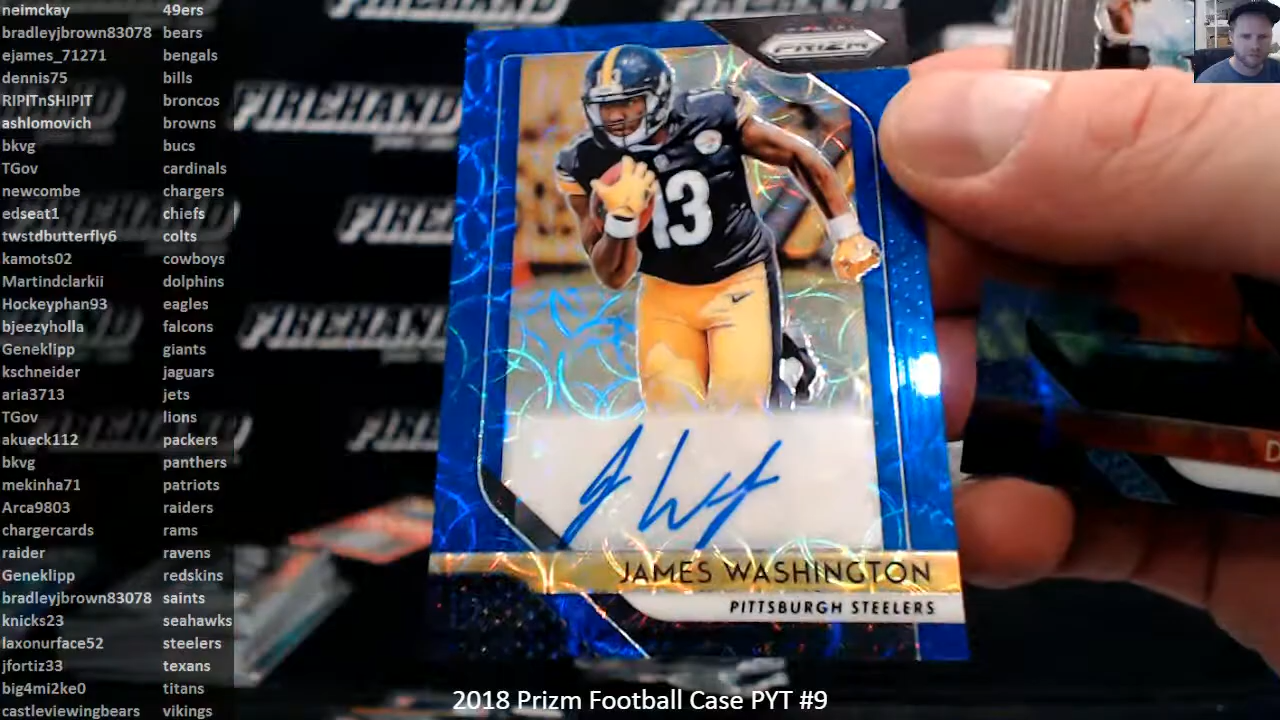 neimckay 49ers
bradleyjbrown83078 bears
ejames_71271 bengals
dennis75 bills
RIPITnSHIPIT broncos
ashlomovich browns
bkvg bucs
TGov cardinals
newcombe chargers
edseat1 chiefs
twstdbutterfly6 colts
kamots02 cowboys
Martindclarkii dolphins
Hockeyphan93 eagles
bjeezyholla falcons
Geneklipp giants
kschneider jaguars
aria3713 jets
TGov lions
akueck112 packers
bkvg panthers
mekinha71 patriots
Arca9803 raiders
chargercards rams
raider ravens
Geneklipp redskins
bradleyjbrown83078 saints
knicks23 seahawks
laxonurface52 steelers
jfortiz33 texans
big4mi2ke0 titans
castleviewingbears vikings
FIREHAND
FIREHAND
PRIZM
13
JAMES WASHINGTON
PITTSBURGH STEELERS
2018 Prizm Football Case PYT #9